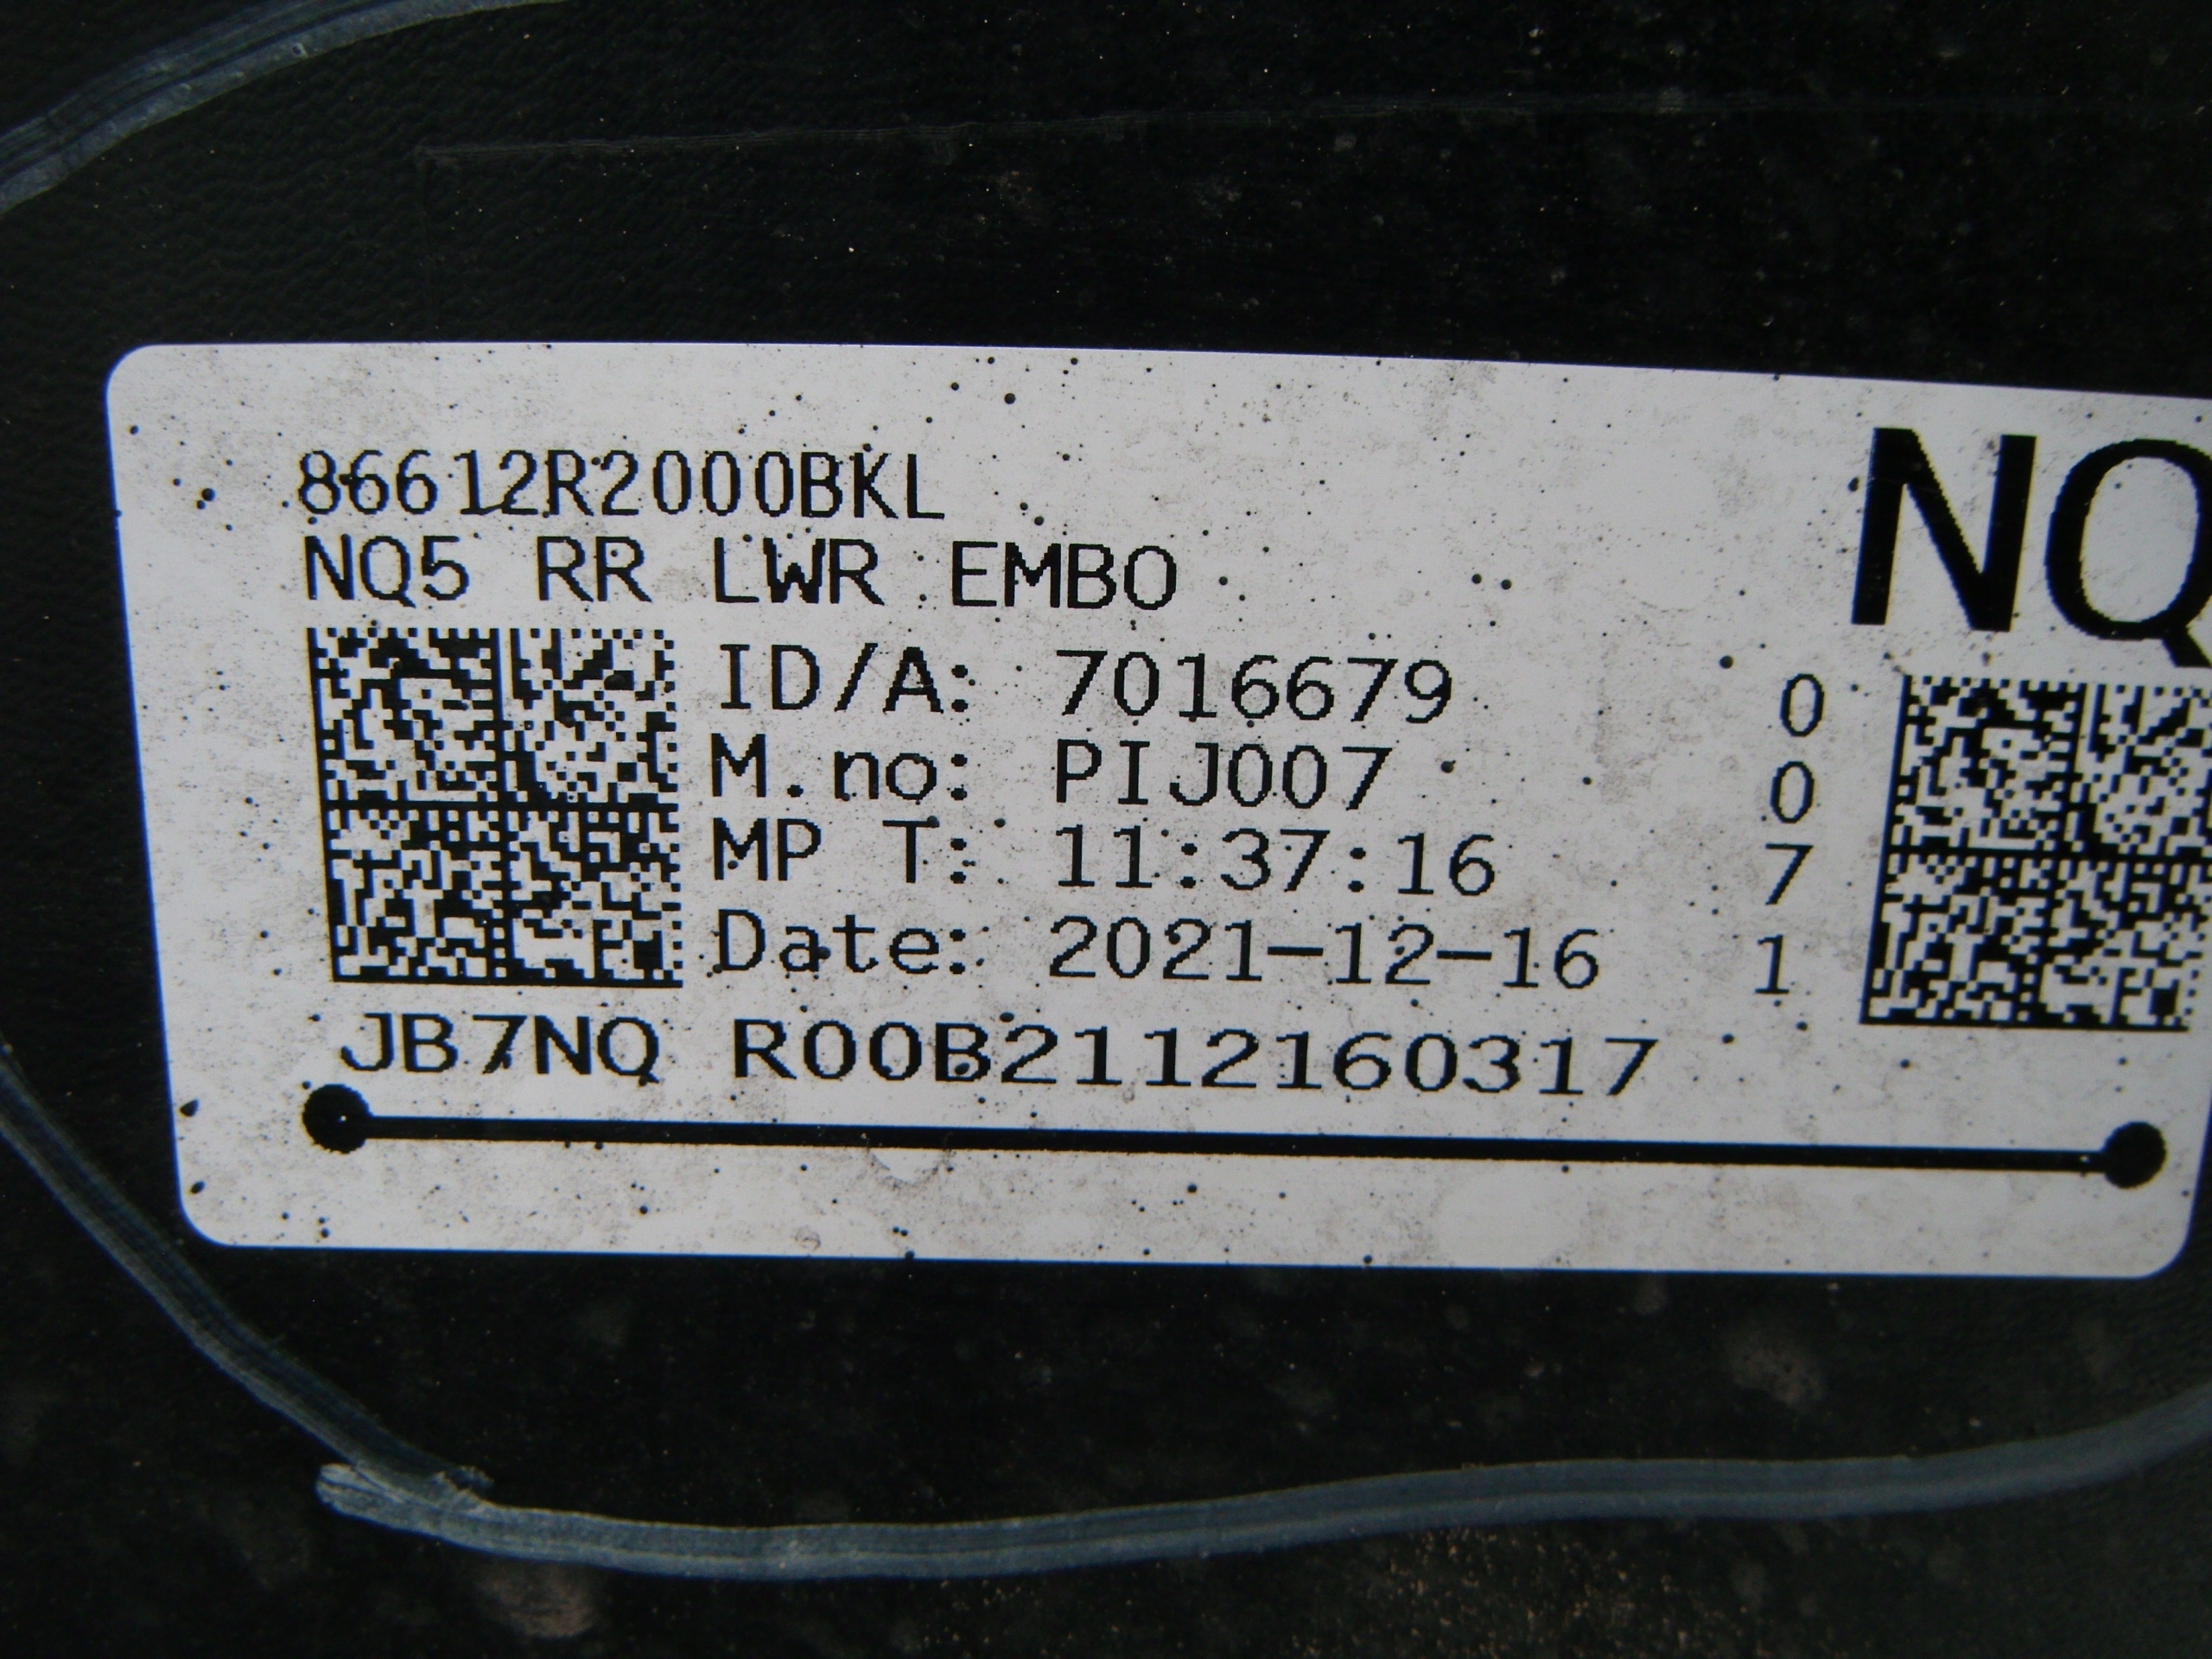 86612R2000BKL
NQ5 RR LWR EMBO
NQ
ID/A: 7016679
M.no: PIJ007
MP T: 11:37:16
Date: 2021-12-16
0
0
7
1
JB7NQ R00B2112160317